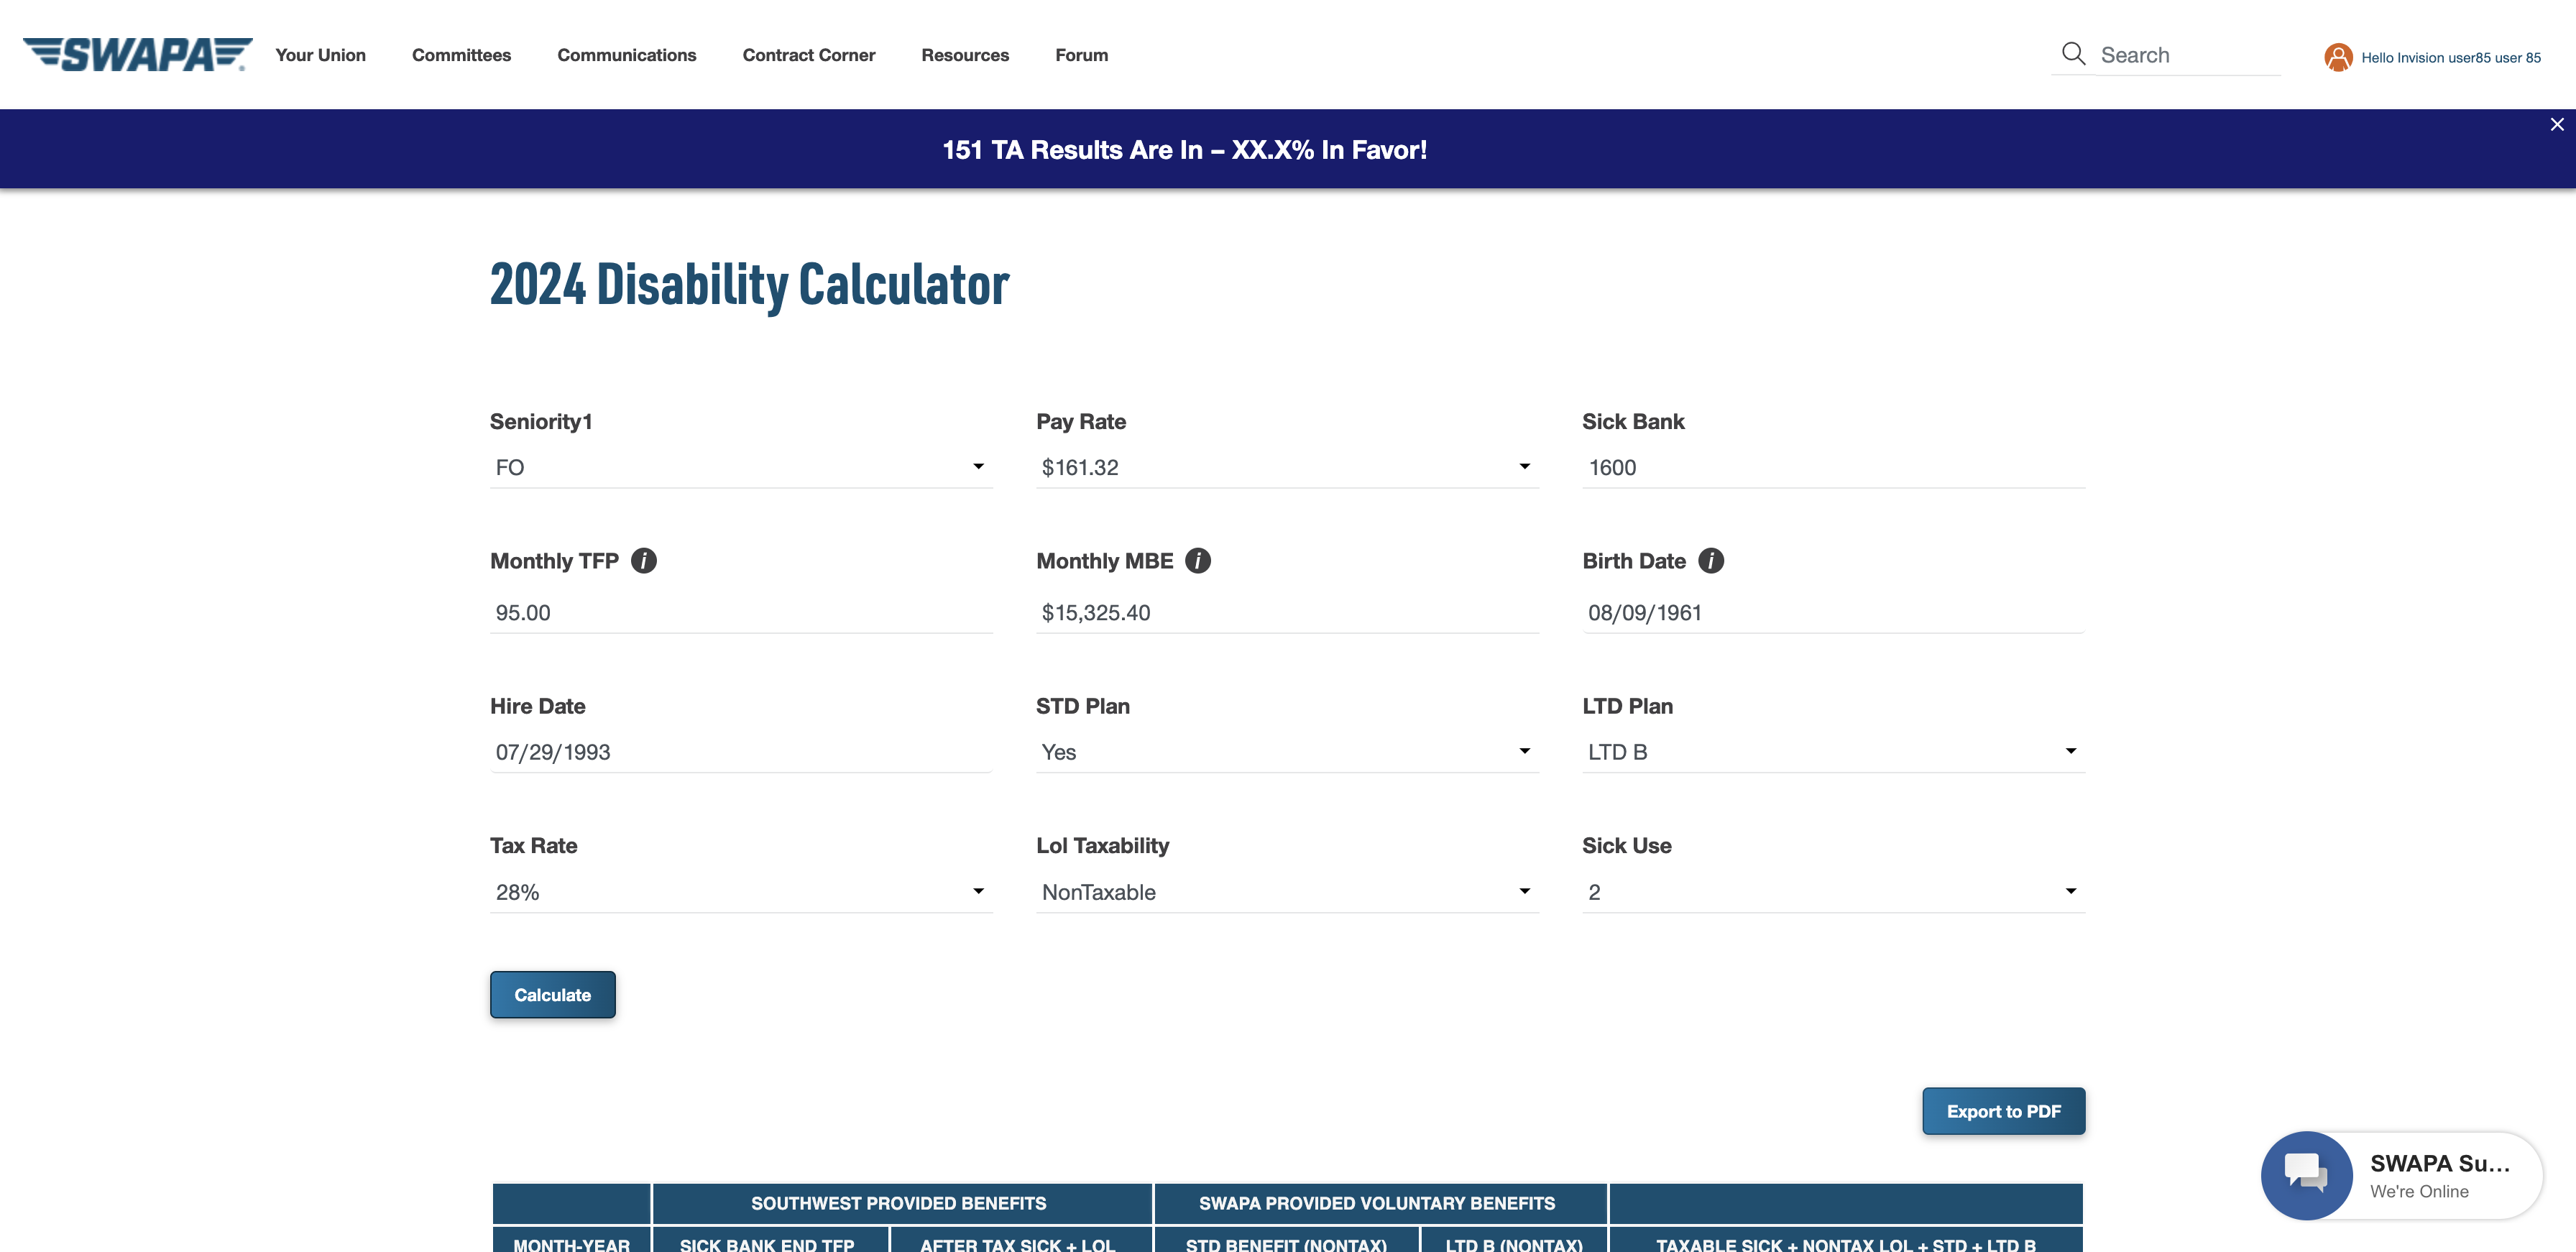 SWAPA
Your Union Committees Communications Contract Corner Resources Forum
Search
Hello Invision user85 user 85
151 TA Results Are In – XX.X% In Favor!
2024 Disability Calculator
Seniority1 Pay Rate Sick Bank
FO $161.32 1600
Monthly TFP i Monthly MBE i Birth Date i
95.00 $15,325.40 08/09/1961
Hire Date STD Plan LTD Plan
07/29/1993 Yes LTD B
Tax Rate Lol Taxability Sick Use
28% NonTaxable 2
Calculate
Export to PDF
SWAPA Su...
We're Online
SOUTHWEST PROVIDED BENEFITS SWAPA PROVIDED VOLUNTARY BENEFITS
MONTH-YEAR SICK BANK END TFP AFTER TAX SICK + LOL STD BENEFIT (NONTAX) LTD B (NONTAX) TAXABLE SICK + NONTAX LOL + STD + LTD B